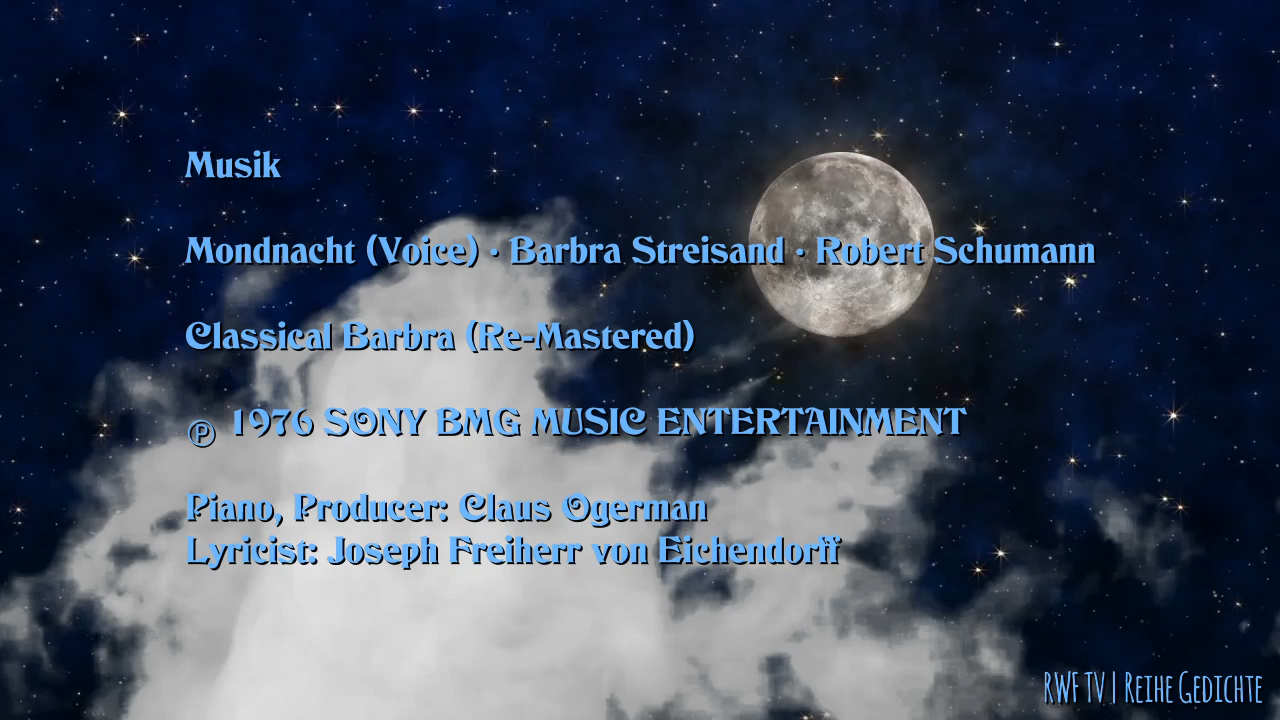 Musik
Mondnacht (Voice) · Barbra Streisand · Robert Schumann
Classical Barbra (Re-Mastered)
℗ 1976 SONY BMG MUSIC ENTERTAINMENT
Piano, Producer: Claus Ogerman
Lyricist: Joseph Freiherr von Eichendorff
RWF TV | Reihe Gedichte